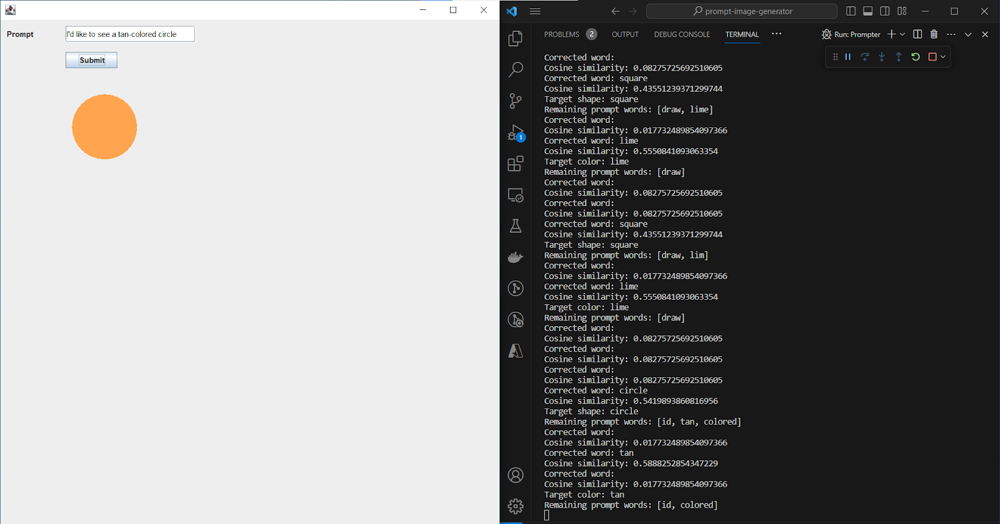 Prompt
I'd like to see a tan-colored circle
Submit
prompt-image-generator
PROBLEMS 2 OUTPUT DEBUG CONSOLE TERMINAL ... Run: Prompter
1
Corrected word:
Cosine similarity: 0.08275725692510605
Corrected word: square
Cosine similarity: 0.43551239371299744
Target shape: square
Remaining prompt words: [draw, lime]
Corrected word:
Cosine similarity: 0.017732489854097366
Corrected word: lime
Cosine similarity: 0.5550841093063354
Target color: lime
Remaining prompt words: [draw]
Corrected word:
Cosine similarity: 0.08275725692510605
Corrected word:
Cosine similarity: 0.08275725692510605
Corrected word: square
Cosine similarity: 0.43551239371299744
Target shape: square
Remaining prompt words: [draw, lim]
Corrected word:
Cosine similarity: 0.017732489854097366
Corrected word: lime
Cosine similarity: 0.5550841093063354
Target color: lime
Remaining prompt words: [draw]
Corrected word:
Cosine similarity: 0.08275725692510605
Corrected word:
Cosine similarity: 0.08275725692510605
Corrected word:
Cosine similarity: 0.08275725692510605
Corrected word: circle
Cosine similarity: 0.5419893860816956
Target shape: circle
Remaining prompt words: [id, tan, colored]
Corrected word:
Cosine similarity: 0.017732489854097366
Corrected word: tan
Cosine similarity: 0.5888252854347229
Corrected word:
Cosine similarity: 0.017732489854097366
Target color: tan
Remaining prompt words: [id, colored]